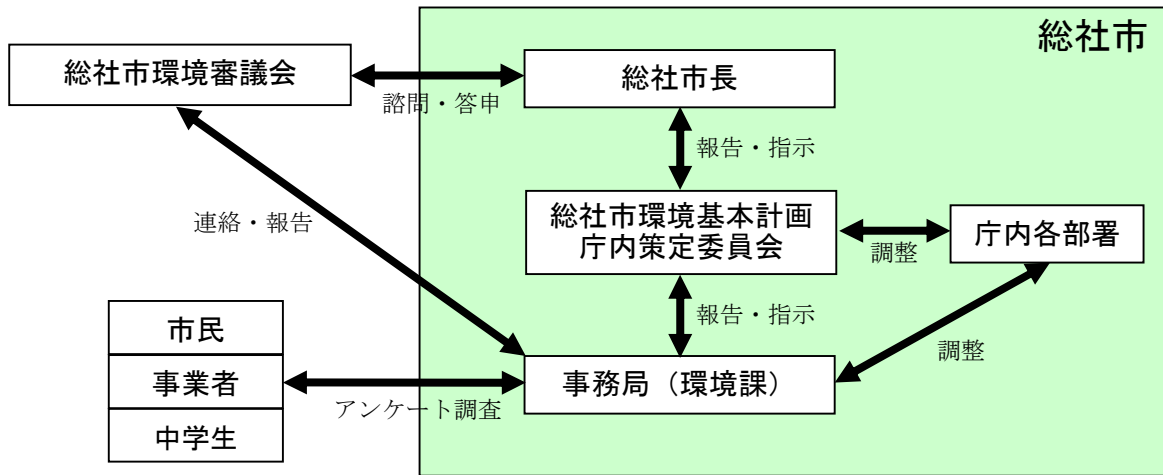 総社市
総社市環境審議会
総社市長
諮問・答申
報告・指示
連絡・報告
総社市環境基本計画
庁内策定委員会
庁内各部署
調整
報告・指示
調整
市民
事業者
中学生
事務局（環境課）
アンケート調査